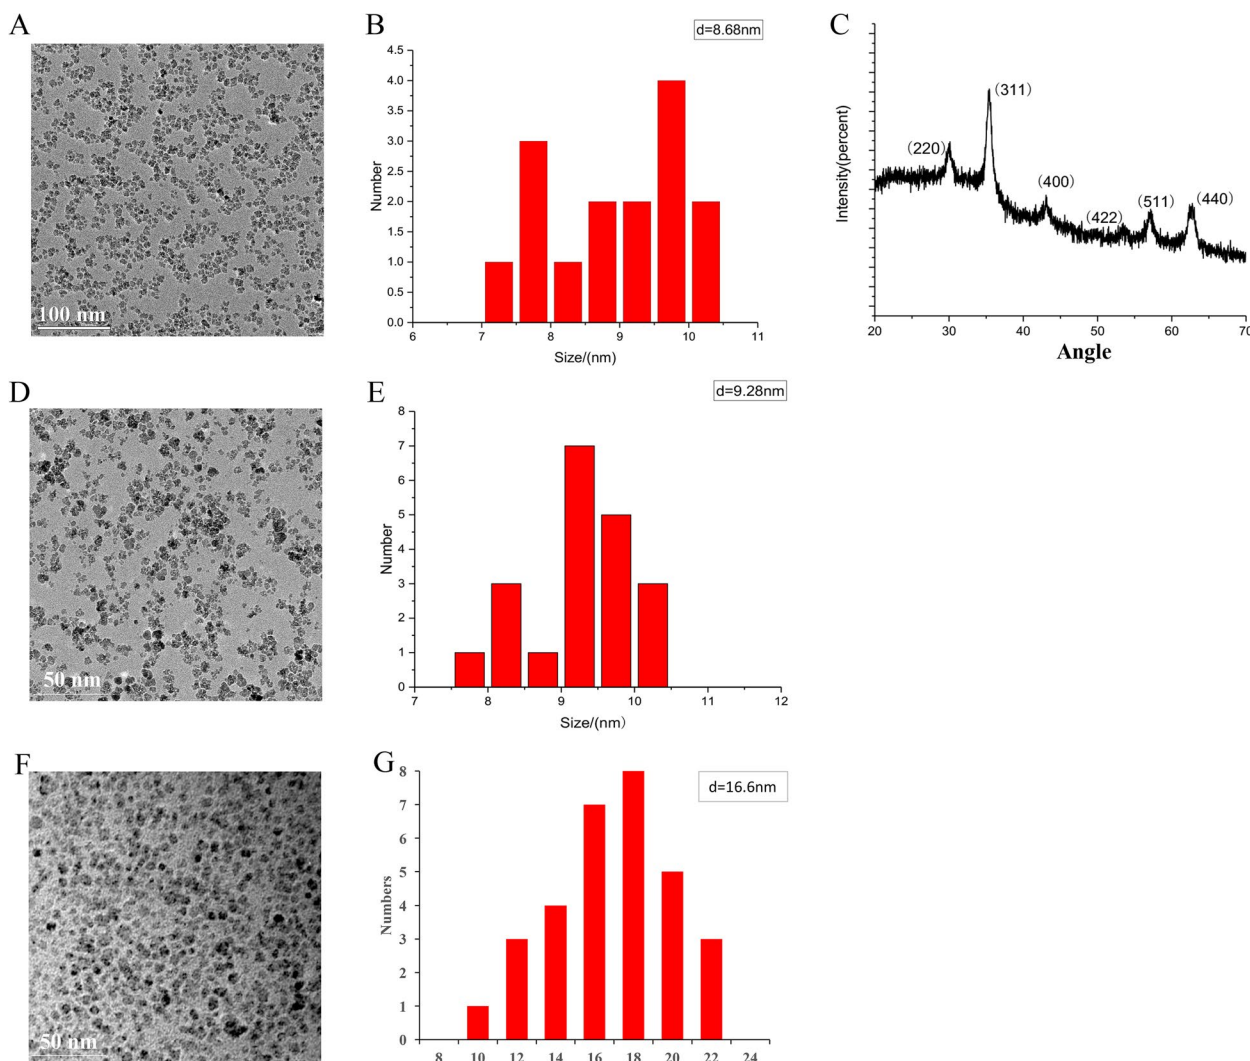 A
100 nm
B
d=8.68nm
4.5
4.0
3.5
3.0
2.5
2.0
1.5
1.0
0.5
0.0
Number
6 7 8 9 10 11
Size/(nm)
C
Intensity(percent)
(220)
(311)
(400)
(422)
(511)
(440)
20 30 40 50 60 70
Angle
D
50 nm
E
d=9.28nm
8
7
6
5
4
3
2
1
0
Number
7 8 9 10 11 12
Size/(nm)
F
50 nm
G
d=16.6nm
8
7
6
5
4
3
2
1
0
Numbers
8 10 12 14 16 18 20 22 24